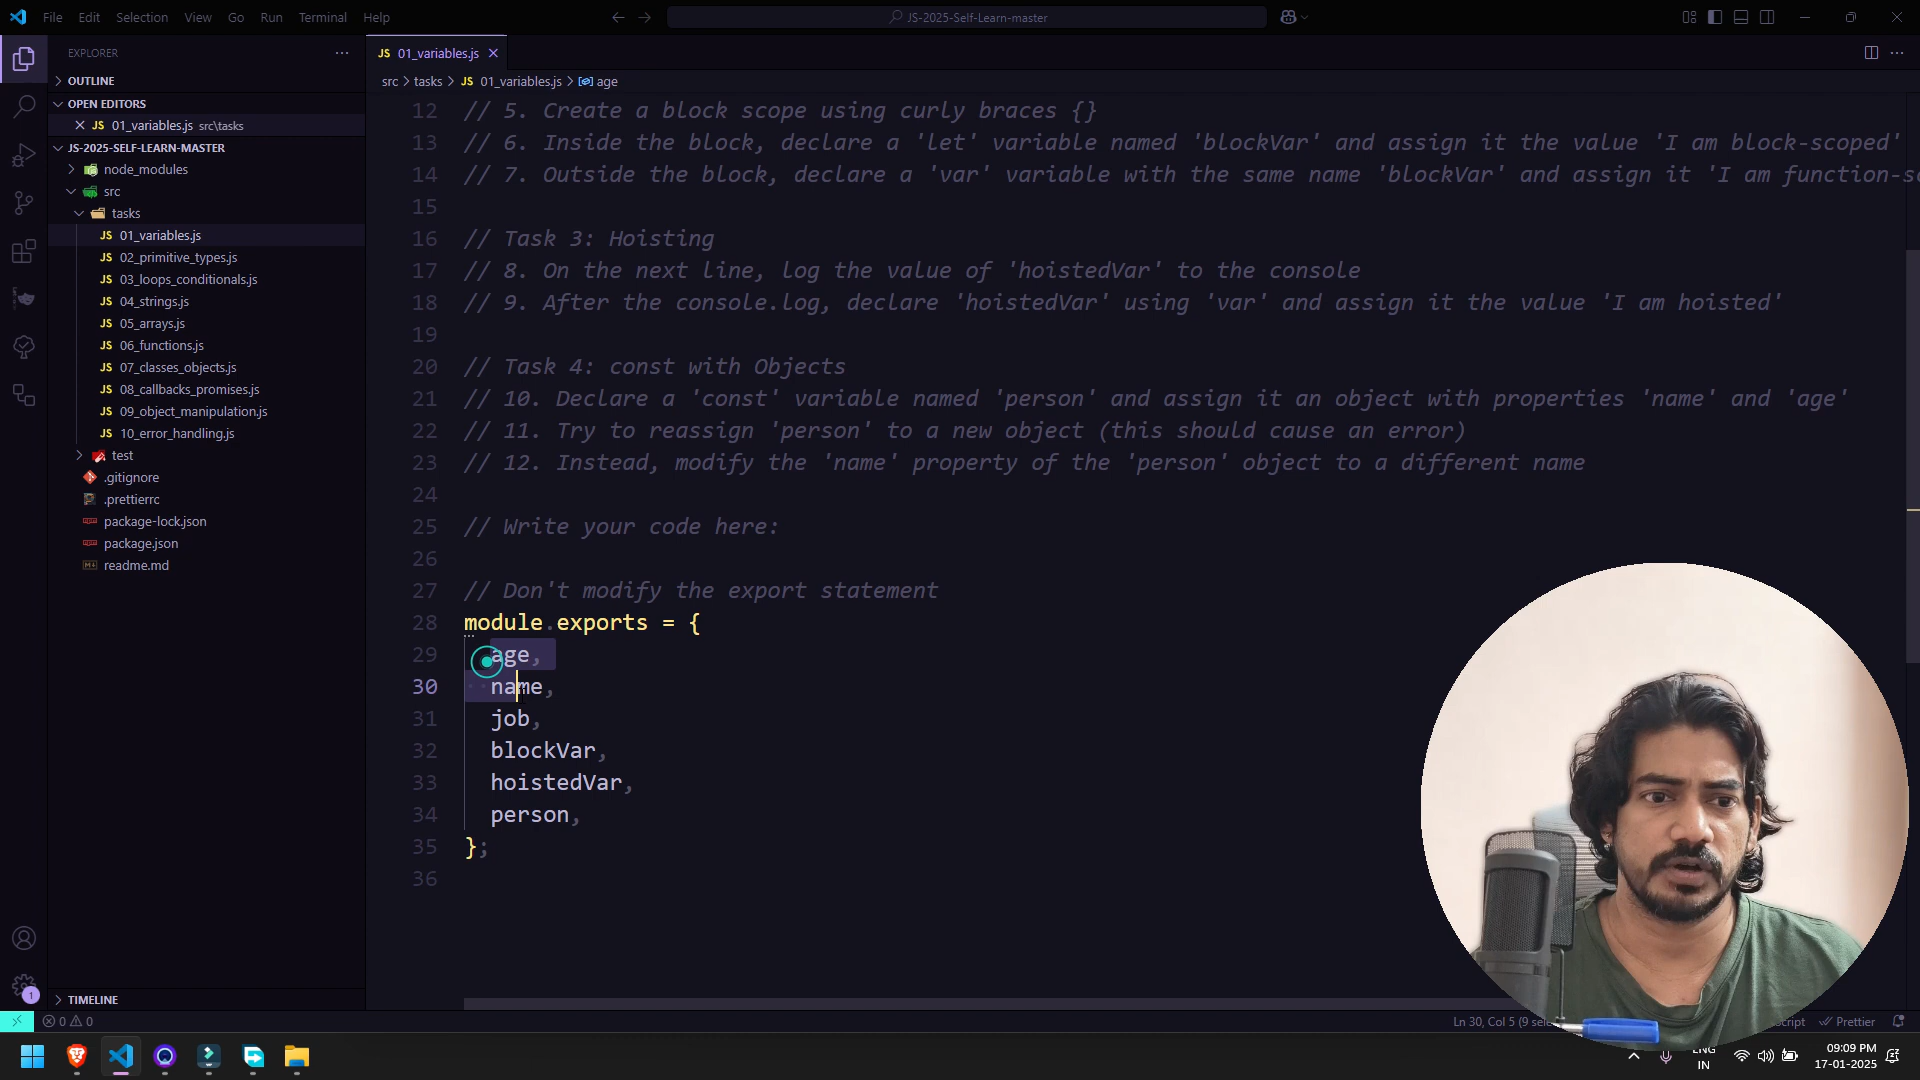 File Edit Selection View Go Run Terminal Help
JS-2025-Self-Learn-master
EXPLORER
OUTLINE
OPEN EDITORS
JS 01_variables.js src\tasks
JS-2025-SELF-LEARN-MASTER
node_modules
src
tasks
JS 01_variables.js
JS 02_primitive_types.js
JS 03_loops_conditionals.js
JS 04_strings.js
JS 05_arrays.js
JS 06_functions.js
JS 07_classes_objects.js
JS 08_callbacks_promises.js
JS 09_object_manipulation.js
JS 10_error_handling.js
test
.gitignore
.prettierrc
package-lock.json
package.json
readme.md
TIMELINE
JS 01_variables.js
src > tasks > JS 01_variables.js > age
12 // 5. Create a block scope using curly braces {}
13 // 6. Inside the block, declare a 'let' variable named 'blockVar' and assign it the value 'I am block-scoped'
14 // 7. Outside the block, declare a 'var' variable with the same name 'blockVar' and assign it 'I am function-s
15
16 // Task 3: Hoisting
17 // 8. On the next line, log the value of 'hoistedVar' to the console
18 // 9. After the console.log, declare 'hoistedVar' using 'var' and assign it the value 'I am hoisted'
19
20 // Task 4: const with Objects
21 // 10. Declare a 'const' variable named 'person' and assign it an object with properties 'name' and 'age'
22 // 11. Try to reassign 'person' to a new object (this should cause an error)
23 // 12. Instead, modify the 'name' property of the 'person' object to a different name
24
25 // Write your code here:
26
27 // Don't modify the export statement
28 module.exports = {
29 age,
30 name,
31 job,
32 blockVar,
33 hoistedVar,
34 person,
35 };
36
1
0 0
Ln 30, Col 5 (9 sele
cript
Prettier
ENG
IN
09:09 PM
17-01-2025